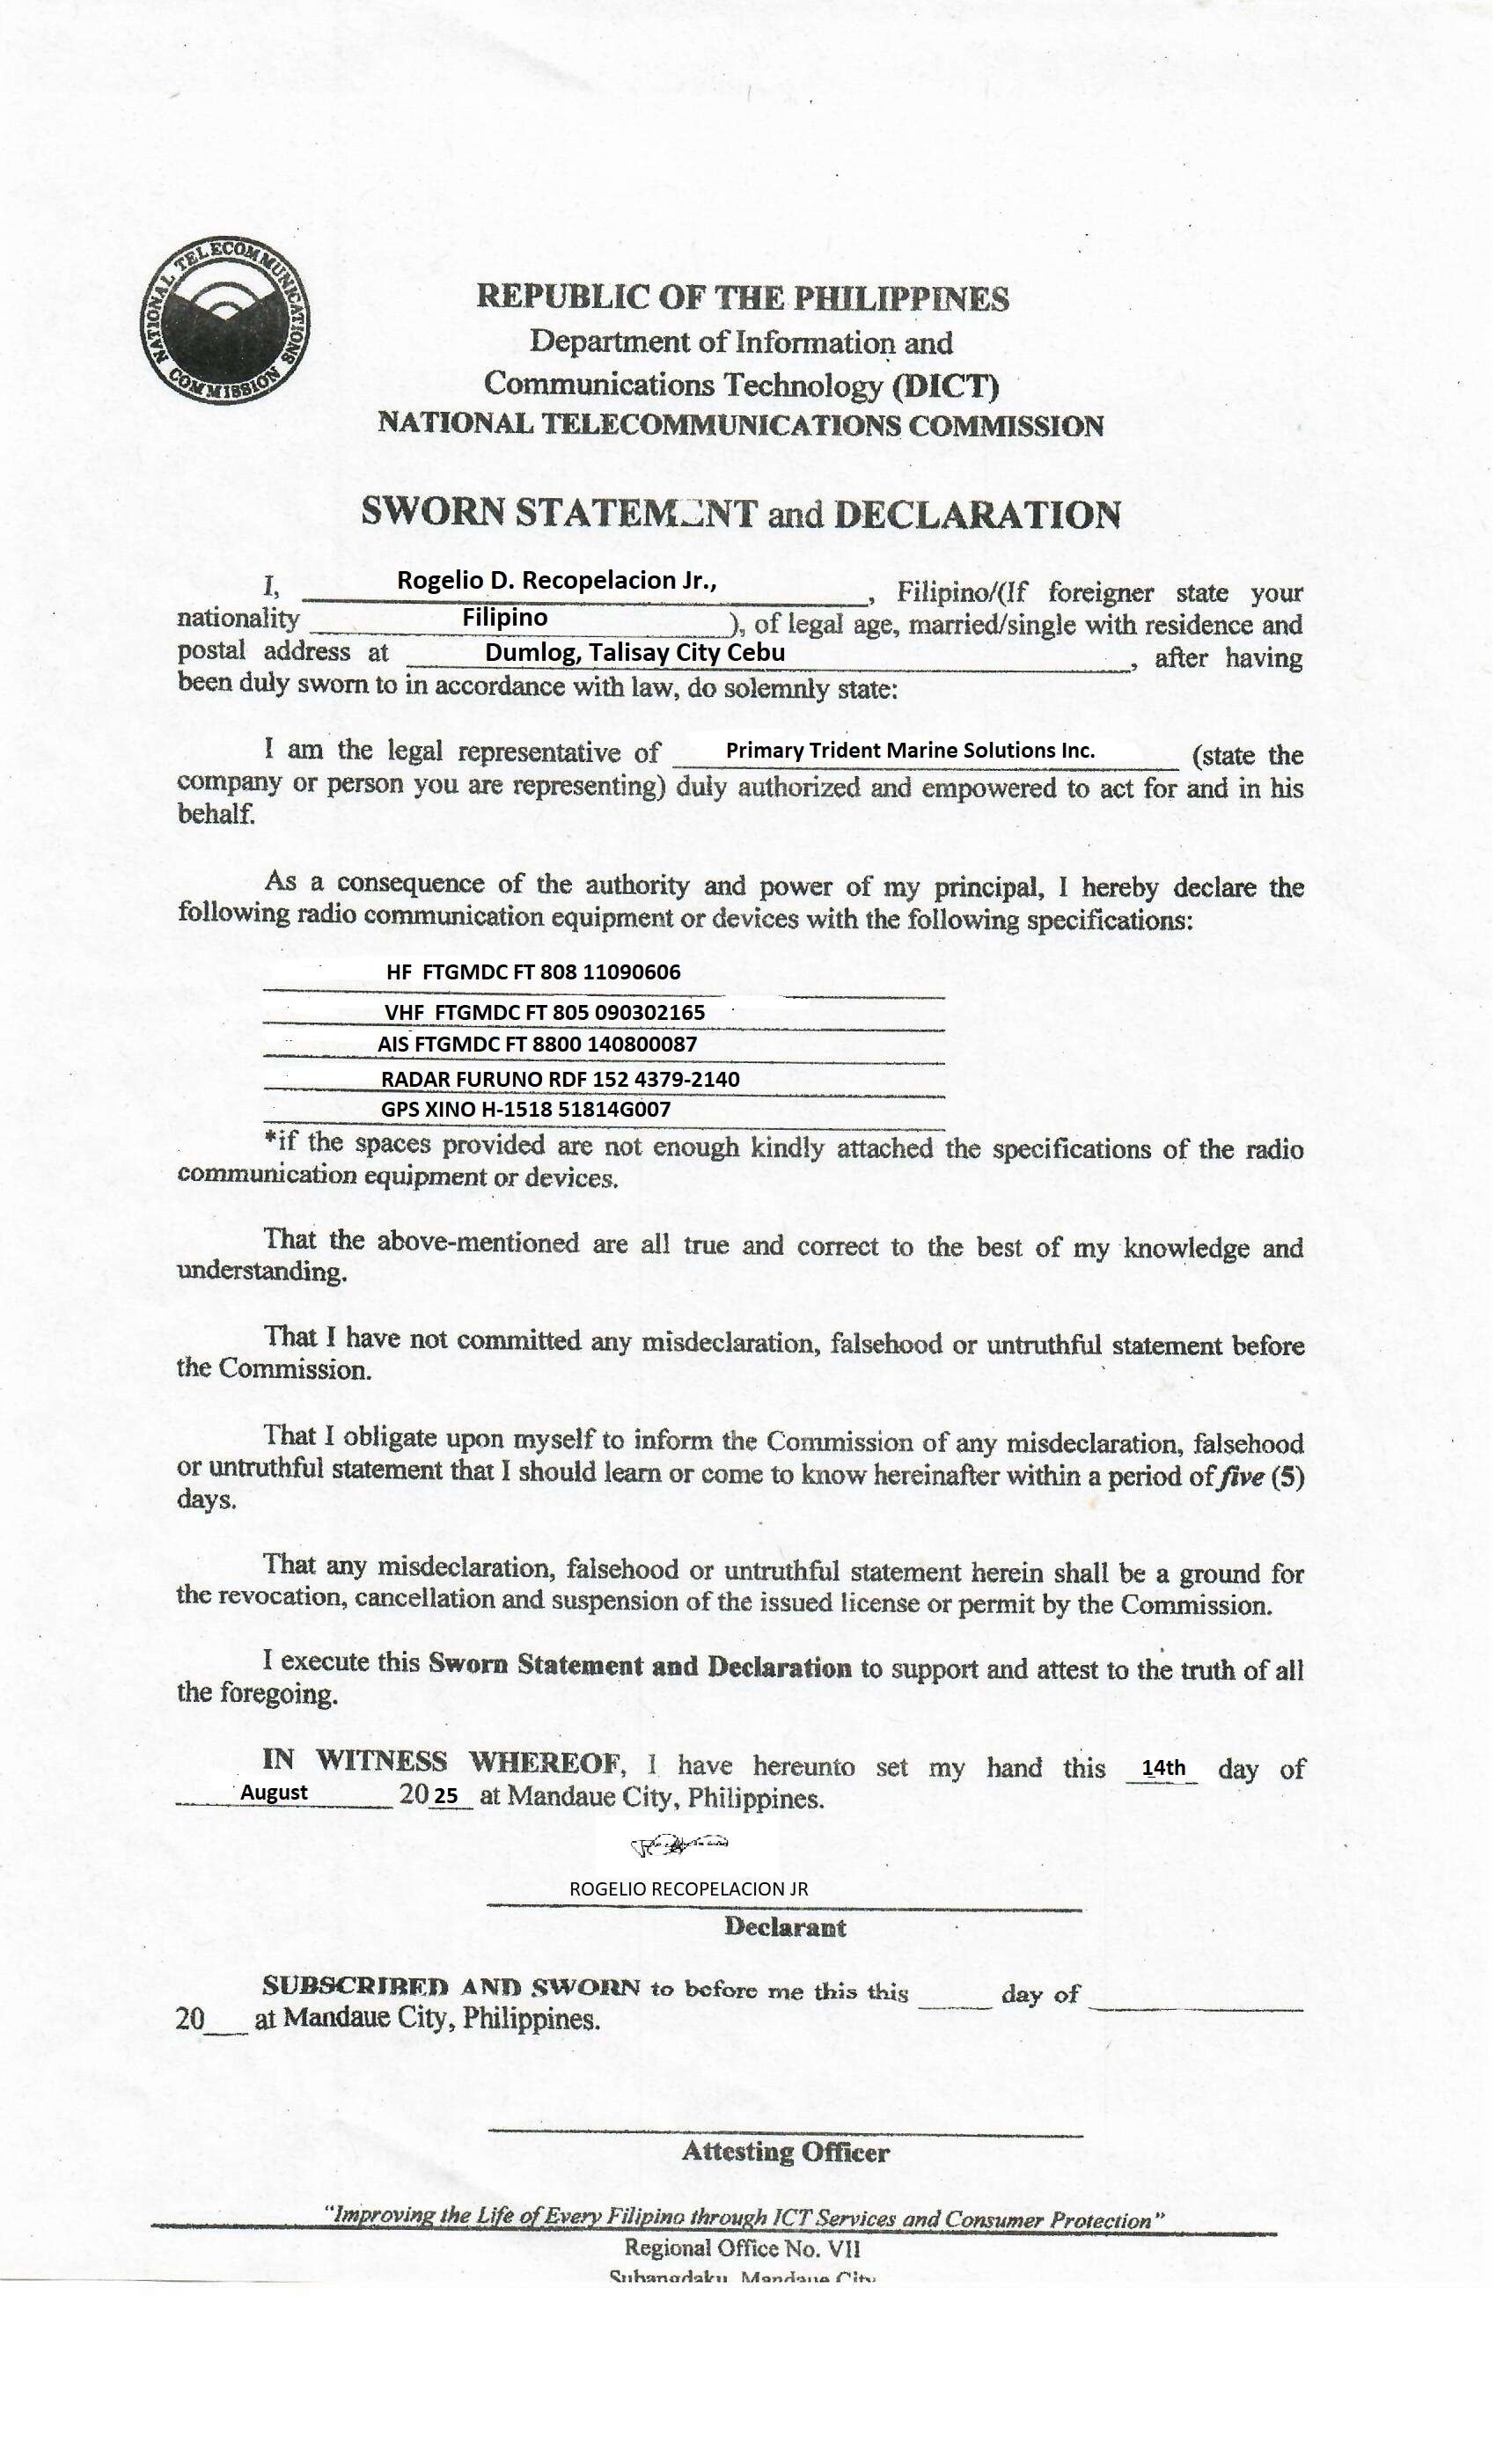 NATIONAL TELECOMMUNICATIONS COMMISSION
REPUBLIC OF THE PHILIPPINES
Department of Information and
Communications Technology (DICT)
NATIONAL TELECOMMUNICATIONS COMMISSION
SWORN STATEMENT and DECLARATION
I, Rogelio D. Recopelacion Jr., , Filipino/(If foreigner state your
nationality Filipino ), of legal age, married/single with residence and
postal address at Dumlog, Talisay City Cebu , after having
been duly sworn to in accordance with law, do solemnly state:
I am the legal representative of Primary Trident Marine Solutions Inc. (state the
company or person you are representing) duly authorized and empowered to act for and in his
behalf.
As a consequence of the authority and power of my principal, I hereby declare the
following radio communication equipment or devices with the following specifications:
HF FTGMDC FT 808 11090606
VHF FTGMDC FT 805 090302165
AIS FTGMDC FT 8800 140800087
RADAR FURUNO RDF 152 4379-2140
GPS XINO H-1518 51814G007
*if the spaces provided are not enough kindly attached the specifications of the radio
communication equipment or devices.
That the above-mentioned are all true and correct to the best of my knowledge and
understanding.
That I have not committed any misdeclaration, falsehood or untruthful statement before
the Commission.
That I obligate upon myself to inform the Commission of any misdeclaration, falsehood
or untruthful statement that I should learn or come to know hereinafter within a period of five (5)
days.
That any misdeclaration, falsehood or untruthful statement herein shall be a ground for
the revocation, cancellation and suspension of the issued license or permit by the Commission.
I execute this Sworn Statement and Declaration to support and attest to the truth of all
the foregoing.
IN WITNESS WHEREOF, I have hereunto set my hand this 14th day of
August 20 25 at Mandaue City, Philippines.
ROGELIO RECOPELACION JR
Declarant
SUBSCRIBED AND SWORN to before me this this ____ day of ____
20__ at Mandaue City, Philippines.
Attesting Officer
"Improving the Life of Every Filipino through ICT Services and Consumer Protection"
Regional Office No. VII
Subangdaku, Mandaue City